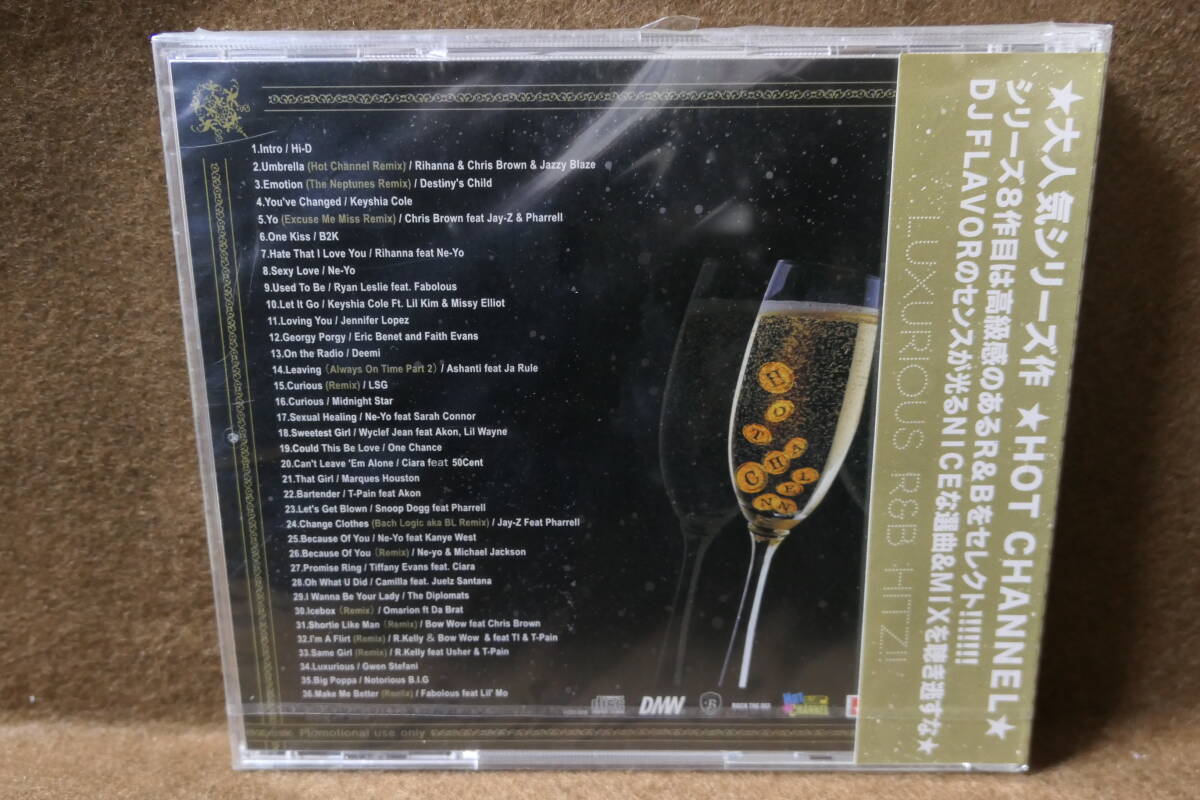 1.Intro / Hi-D
2.Umbrella (Hot Channel Remix) / Rihanna & Chris Brown & Jazzy Blaze
3.Emotion (The Neptunes Remix) / Destiny's Child
4.You've Changed / Keyshia Cole
5.Yo (Excuse Me Miss Remix) / Chris Brown feat Jay-Z & Pharrell
6.One Kiss / B2K
7.Hate That I Love You / Rihanna feat Ne-Yo
8.Sexy Love / Ne-Yo
9.Used To Be / Ryan Leslie feat. Fabolous
10.Let It Go / Keyshia Cole Ft. Lil Kim & Missy Elliot
11.Loving You / Jennifer Lopez
12.Georgy Porgy / Eric Benet and Faith Evans
13.On the Radio / Deemi
14.Leaving (Always On Time Part 2) / Ashanti feat Ja Rule
15.Curious (Remix) / LSG
16.Curious / Midnight Star
17.Sexual Healing / Ne-Yo feat Sarah Connor
18.Sweetest Girl / Wyclef Jean feat Akon, Lil Wayne
19.Could This Be Love / One Chance
20.Can't Leave 'Em Alone / Ciara feat 50Cent
21.That Girl / Marques Houston
22.Bartender / T-Pain feat Akon
23.Let's Get Blown / Snoop Dogg feat Pharrell
24.Change Clothes (Bach Logic aka BL Remix) / Jay-Z Feat Pharrell
25.Because Of You / Ne-Yo feat Kanye West
26.Because Of You (Remix) / Ne-yo & Michael Jackson
27.Promise Ring / Tiffany Evans feat. Ciara
28.Oh What U Did / Camilla feat. Juelz Santana
29.I Wanna Be Your Lady / The Diplomats
30.Icebox (Remix) / Omarion ft Da Brat
31.Shortie Like Man (Remix) / Bow Wow feat Chris Brown
32.I'm A Flirt (Remix) / R.Kelly & Bow Wow & feat TI & T-Pain
33.Same Girl (Remix) / R.Kelly feat Usher & T-Pain
34.Luxurious / Gwen Stefani
35.Big Poppa / Notorious B.I.G
36.Make Me Better (Remix) / Fabolous feat Lil' Mo
Promotional use only
DMW
HOT CHANNEL
HOT CHANNEL
★大人気シリーズ作 ★HOT CHANNEL★
シリーズ8作目は高級感のあるR&Bをセレクト!!!!!!!
DJ FLAVORのセンスが光るNICEな選曲&MIXを聴き逃すな★
LUXURIOUS R&B HITZ!!